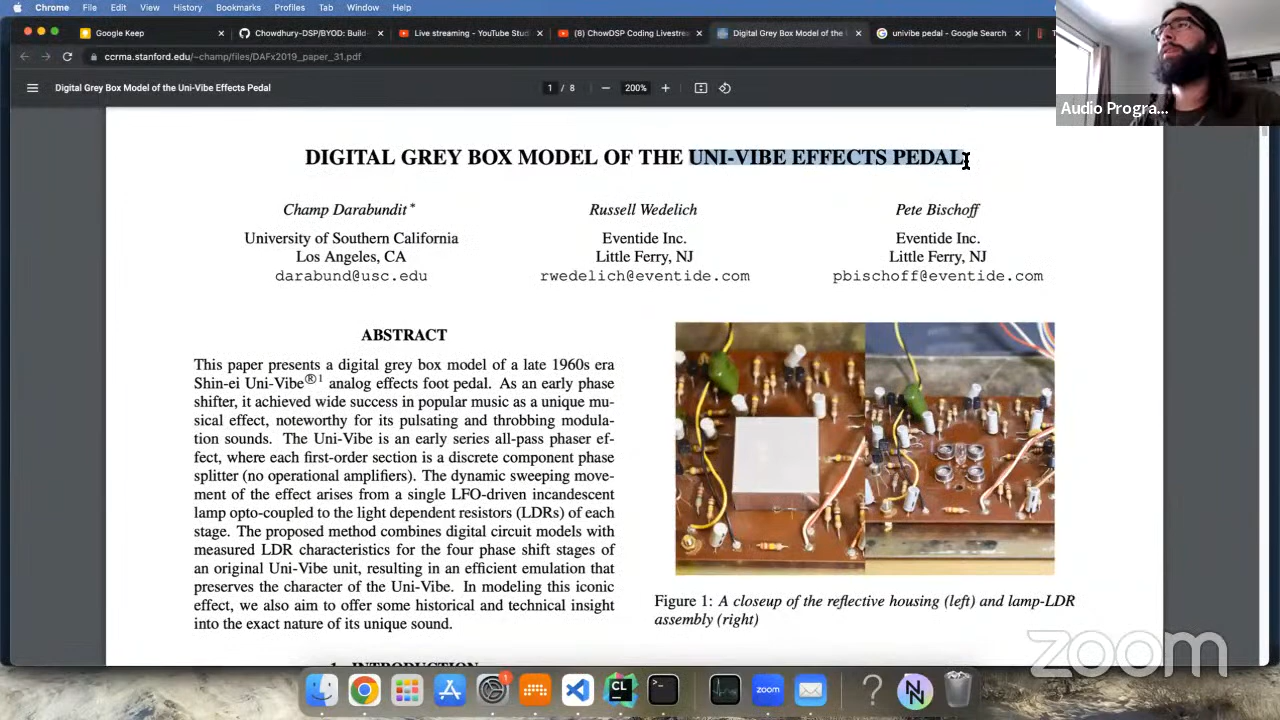 Chrome File Edit View History Bookmarks Profiles Tab Window Help
Google Keep
Chowdhury-DSP/BYOD: Build-
Live streaming - YouTube Stud
(8) ChowDSP Coding Livestrea
Digital Grey Box Model of the U
univibe pedal - Google Search
ccrma.stanford.edu/~champ/files/DAFx2019_paper_31.pdf
Digital Grey Box Model of the Uni-Vibe Effects Pedal
1 / 8
200%
Audio Progra...
DIGITAL GREY BOX MODEL OF THE UNI-VIBE EFFECTS PEDAL
Champ Darabundit *
Russell Wedelich
Pete Bischoff
University of Southern California
Los Angeles, CA
darabund@usc.edu
Eventide Inc.
Little Ferry, NJ
rwedelich@eventide.com
Eventide Inc.
Little Ferry, NJ
pbischoff@eventide.com
ABSTRACT
This paper presents a digital grey box model of a late 1960s era
Shin-ei Uni-Vibe®1 analog effects foot pedal. As an early phase
shifter, it achieved wide success in popular music as a unique mu-
sical effect, noteworthy for its pulsating and throbbing modula-
tion sounds. The Uni-Vibe is an early series all-pass phaser ef-
fect, where each first-order section is a discrete component phase
splitter (no operational amplifiers). The dynamic sweeping move-
ment of the effect arises from a single LFO-driven incandescent
lamp opto-coupled to the light dependent resistors (LDRs) of each
stage. The proposed method combines digital circuit models with
measured LDR characteristics for the four phase shift stages of
an original Uni-Vibe unit, resulting in an efficient emulation that
preserves the character of the Uni-Vibe. In modeling this iconic
effect, we also aim to offer some historical and technical insight
into the exact nature of its unique sound.
Figure 1: A closeup of the reflective housing (left) and lamp-LDR
assembly (right)
1. INTRODUCTION
zoom
1
CL
zoom
N